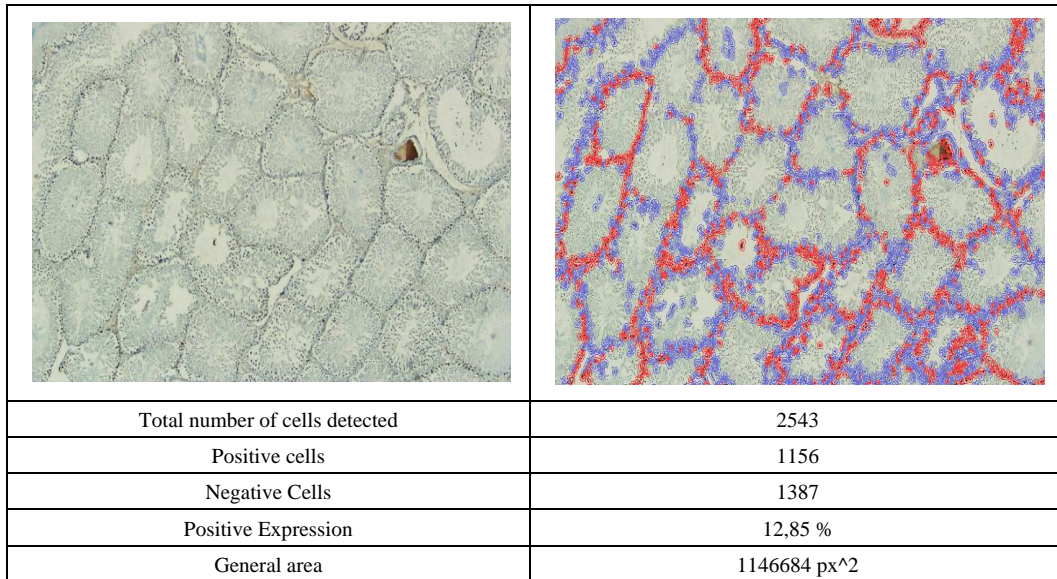 Total number of cells detected 2543
Positive cells 1156
Negative Cells 1387
Positive Expression 12,85 %
General area 1146684 px^2